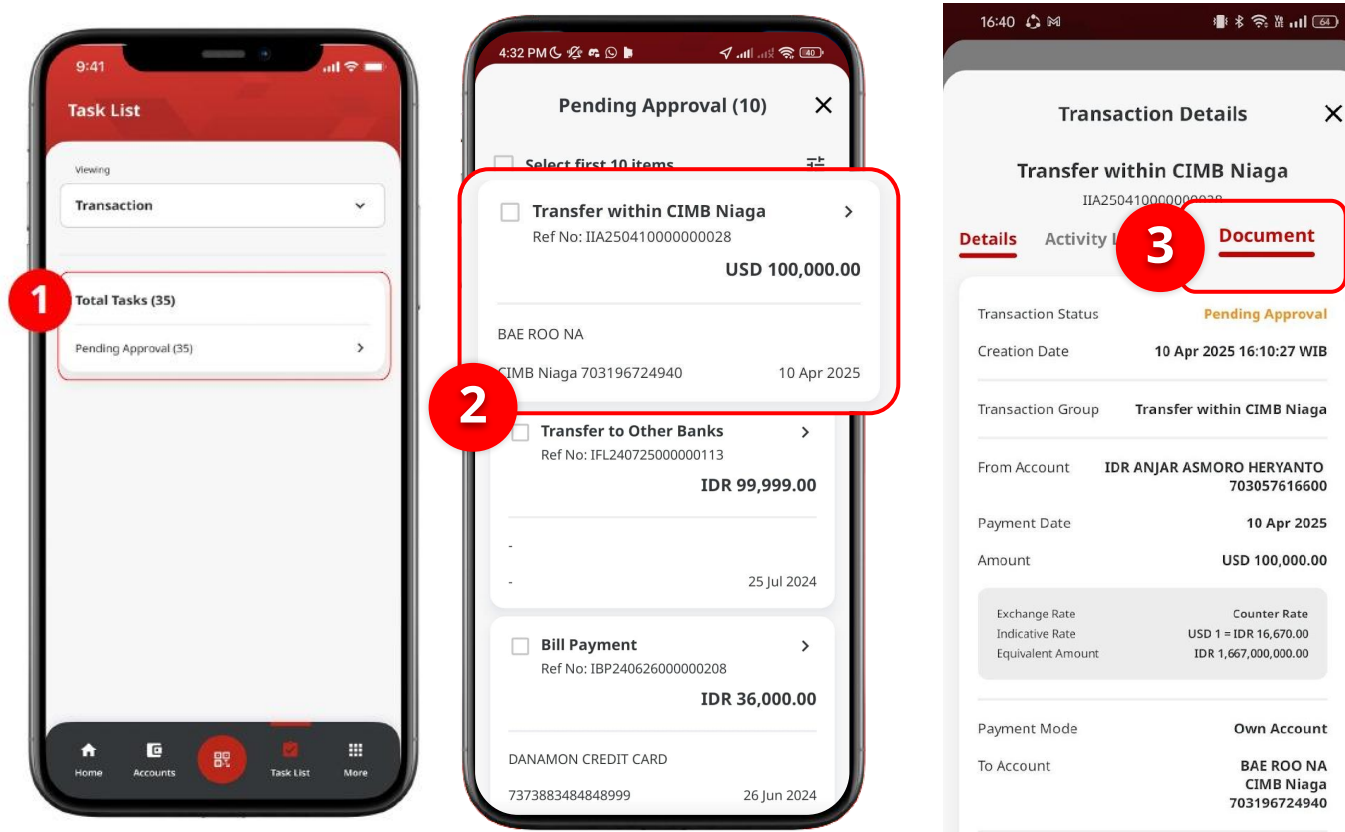 9:41
Task List
Viewing
Transaction
1
Total Tasks (35)
Pending Approval (35)
Home Accounts Task List More
4:32 PM 40
Pending Approval (10)
Select first 10 items
Transfer within CIMB Niaga
Ref No: IIA250410000000028
USD 100,000.00
BAE ROO NA
CIMB Niaga 703196724940 10 Apr 2025
2
Transfer to Other Banks
Ref No: IFL240725000000113
IDR 99,999.00
-
- 25 Jul 2024
Bill Payment
Ref No: IBP240626000000208
IDR 36,000.00
DANAMON CREDIT CARD
7373883484848999 26 Jun 2024
16:40 64
Transaction Details
Transfer within CIMB Niaga
IIA250410000000028
Details Activity Document
3
Transaction Status Pending Approval
Creation Date 10 Apr 2025 16:10:27 WIB
Transaction Group Transfer within CIMB Niaga
From Account IDR ANJAR ASMORO HERYANTO
703057616600
Payment Date 10 Apr 2025
Amount USD 100,000.00
Exchange Rate Counter Rate
Indicative Rate USD 1 = IDR 16,670.00
Equivalent Amount IDR 1,667,000,000.00
Payment Mode Own Account
To Account BAE ROO NA
CIMB Niaga
703196724940